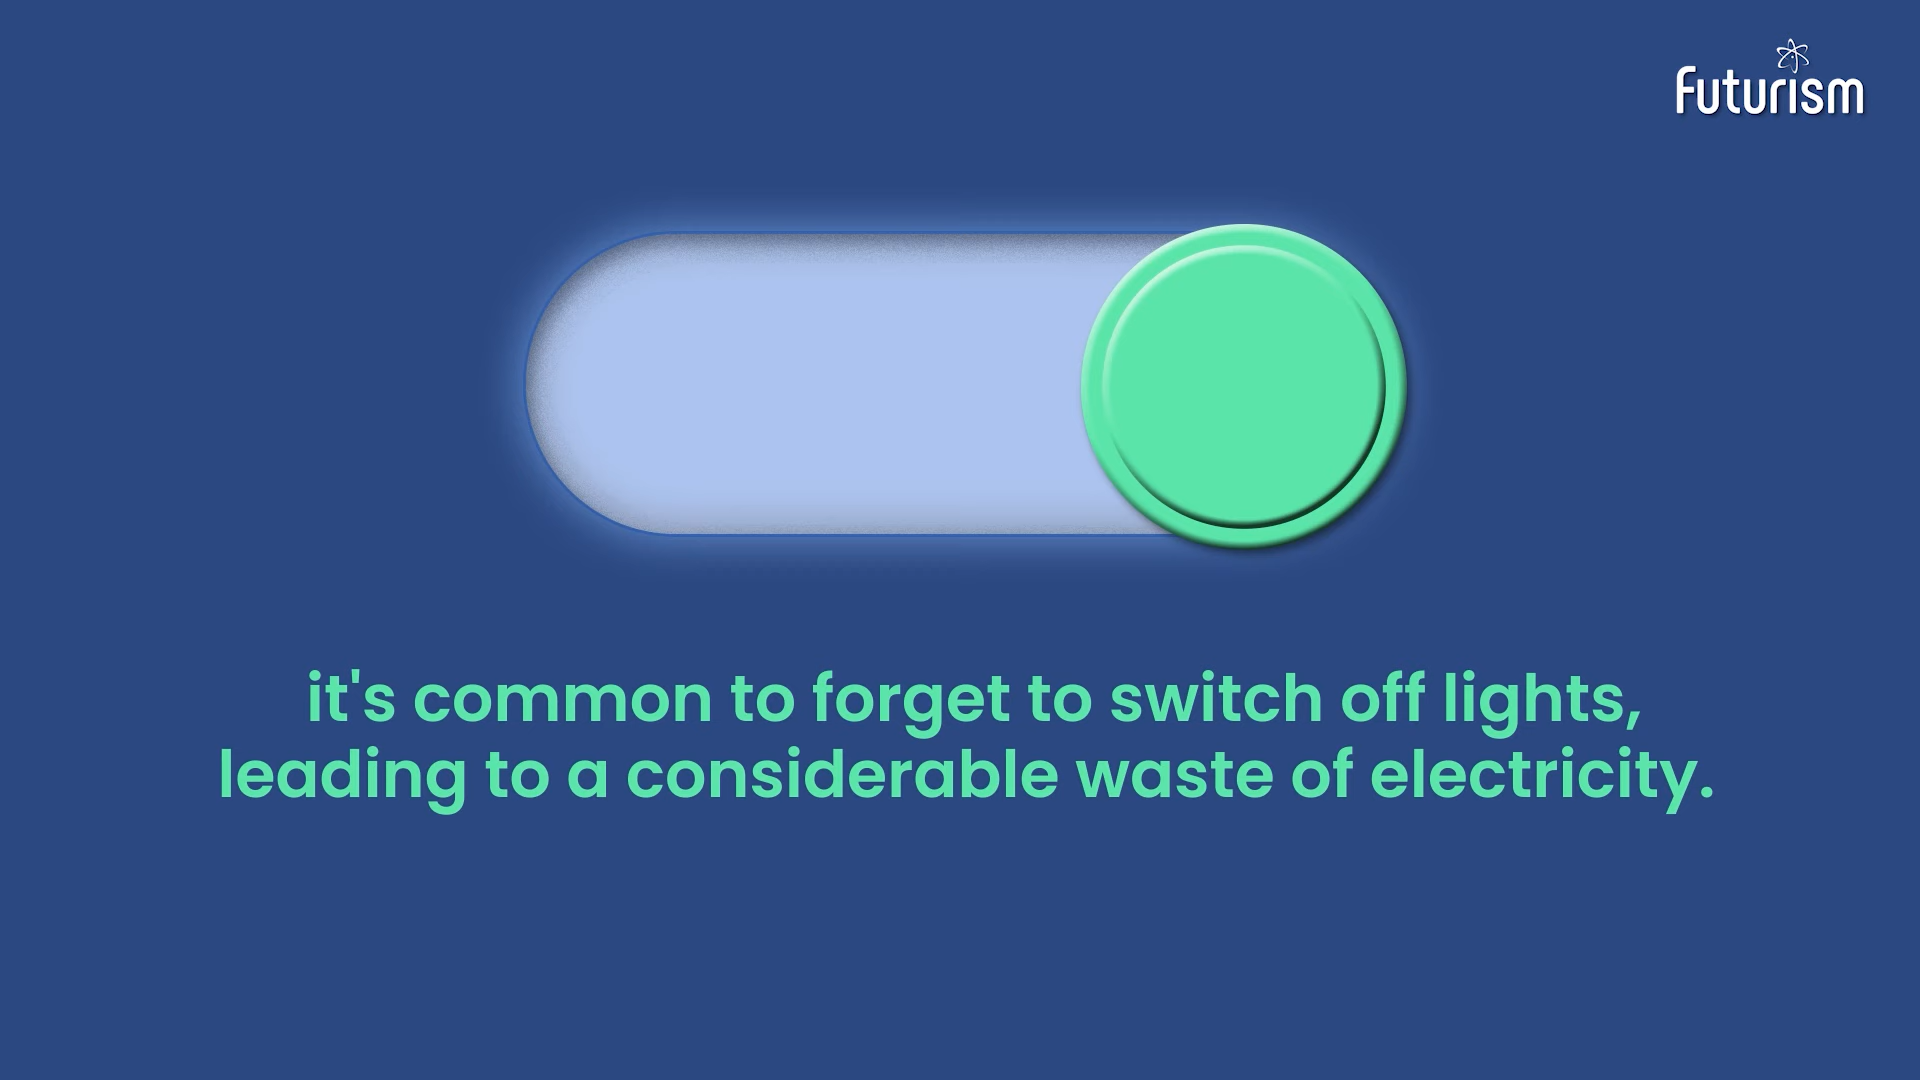 Futurism
it's common to forget to switch off lights,
leading to a considerable waste of electricity.